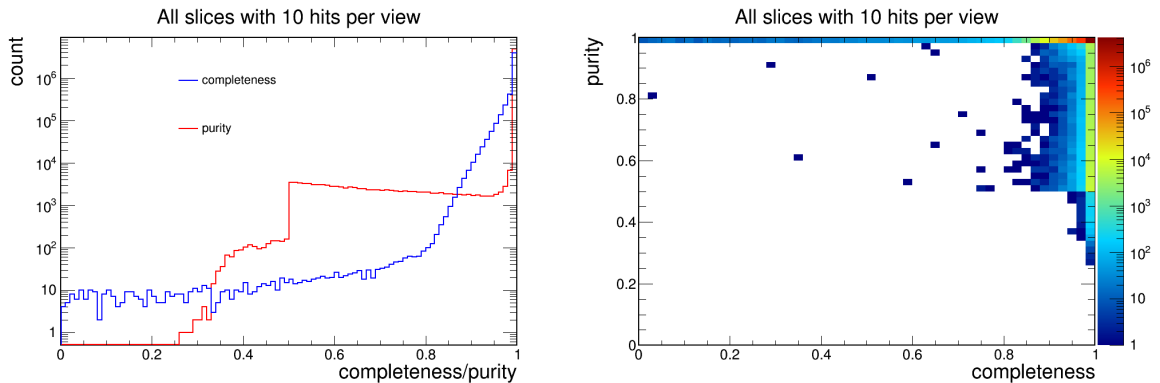 All slices with 10 hits per view
count
10⁶
10⁵
10⁴
10³
10²
10
1
completeness
purity
0 0.2 0.4 0.6 0.8 1
completeness/purity
All slices with 10 hits per view
purity
1
0.8
0.6
0.4
0.2
0
0 0.2 0.4 0.6 0.8 1
completeness
10⁶
10⁵
10⁴
10³
10²
10
1